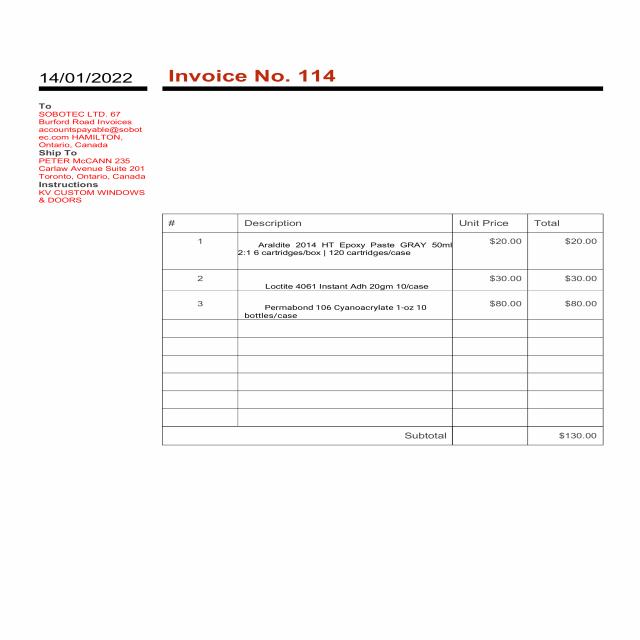 14/01/2022
Invoice No. 114
To
SOBOTEC LTD. 67
Burford Road Invoices
accountspayable@sobot
ec.com HAMILTON,
Ontario, Canada
Ship To
PETER McCANN 235
Carlaw Avenue Suite 201
Toronto, Ontario, Canada
Instructions
KV CUSTOM WINDOWS
& DOORS
# Description Unit Price Total
1 Araldite 2014 HT Epoxy Paste GRAY 50ml $20.00 $20.00
2:1 6 cartridges/box | 120 cartridges/case
2 $30.00 $30.00
Loctite 4061 Instant Adh 20gm 10/case
3 Permabond 106 Cyanoacrylate 1-oz 10 $80.00 $80.00
bottles/case
Subtotal $130.00